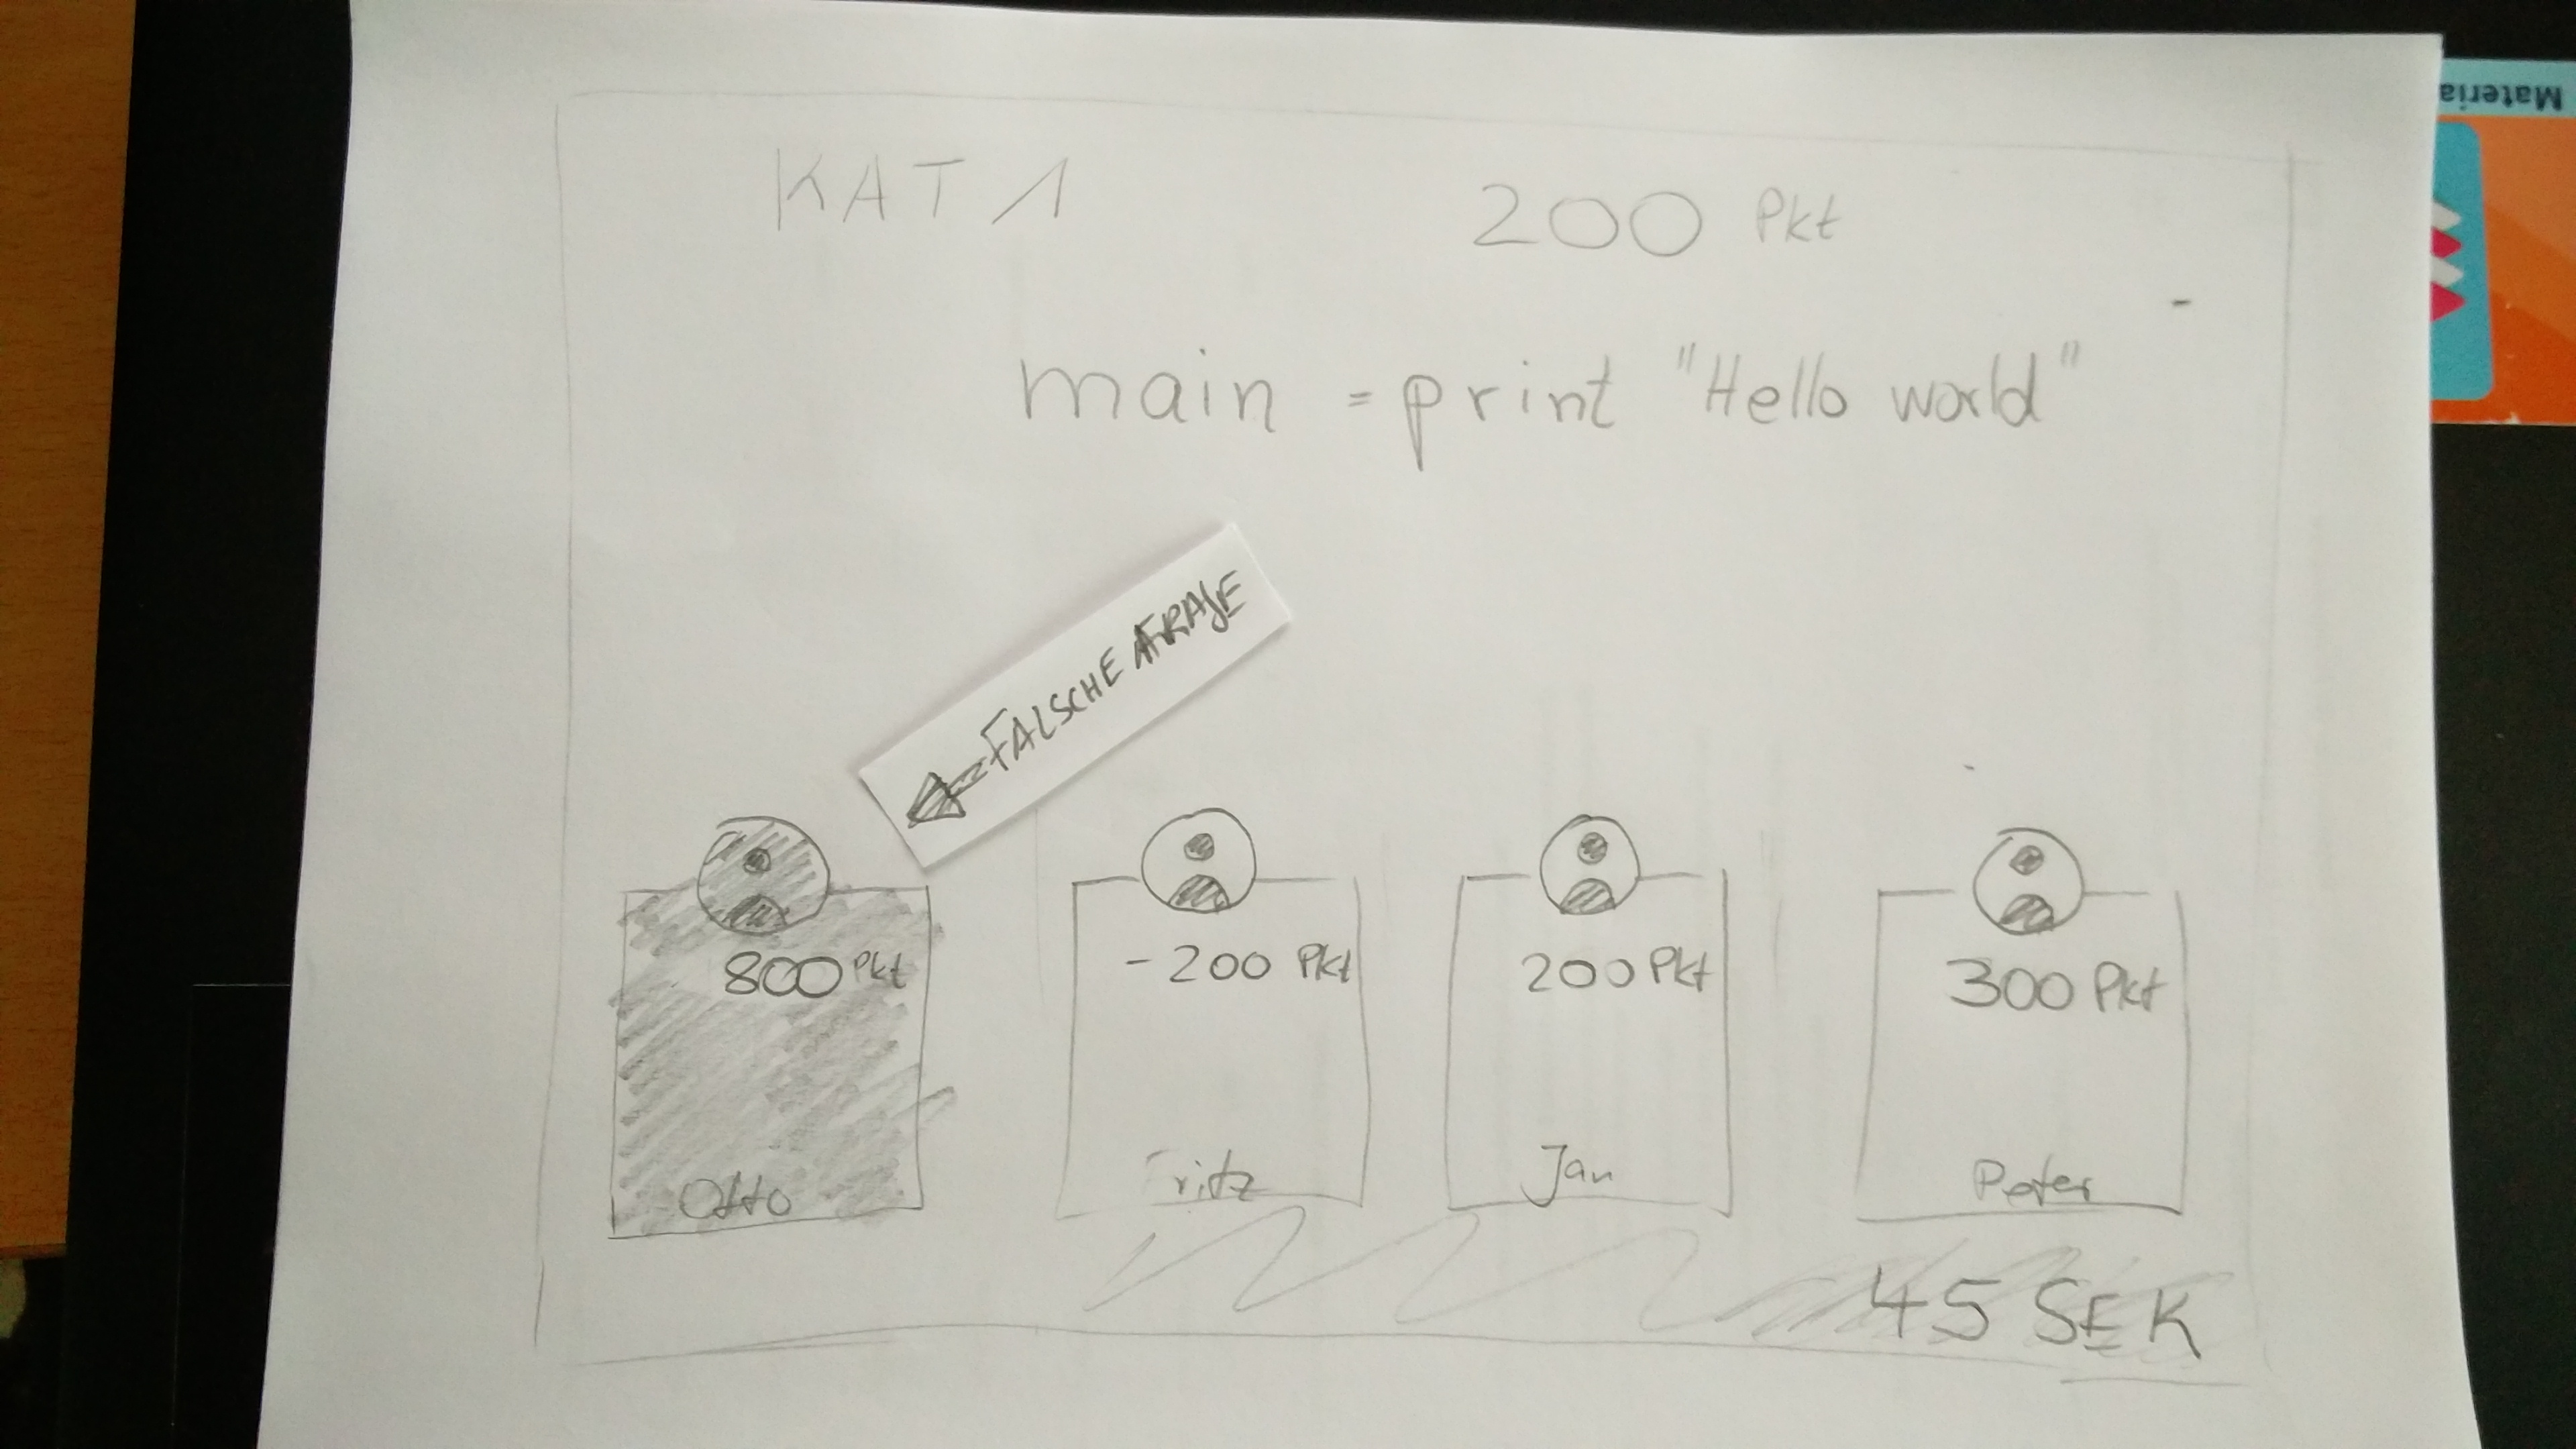 KAT 1
200 Pkt
Materia
main = print "Hello world"
FALSCHE FRAGE
800 Pkt
-200 Pkt
200 Pkt
300 Pkt
Otto
Fritz
Jan
Peter
45 SEK